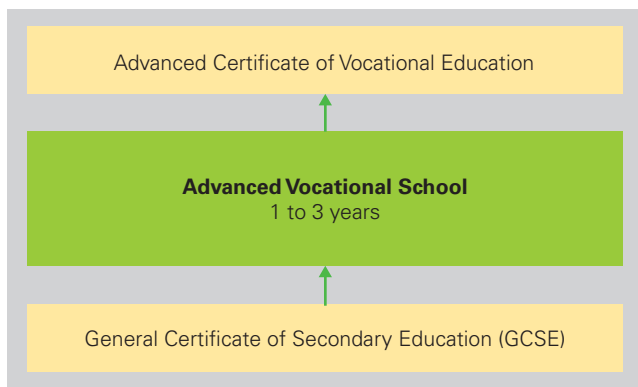 Advanced Certificate of Vocational Education
Advanced Vocational School
1 to 3 years
General Certificate of Secondary Education (GCSE)